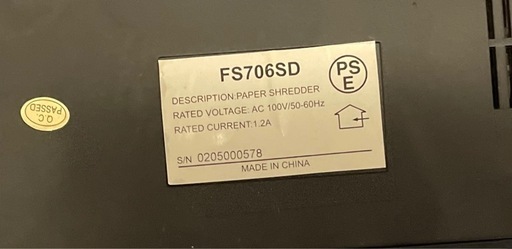 FS706SD
PS
E
DESCRIPTION:PAPER SHREDDER
RATED VOLTAGE: AC 100V/50-60Hz
RATED CURRENT:1.2A
S/N 0205000578
MADE IN CHINA
Q.C.
PASSED